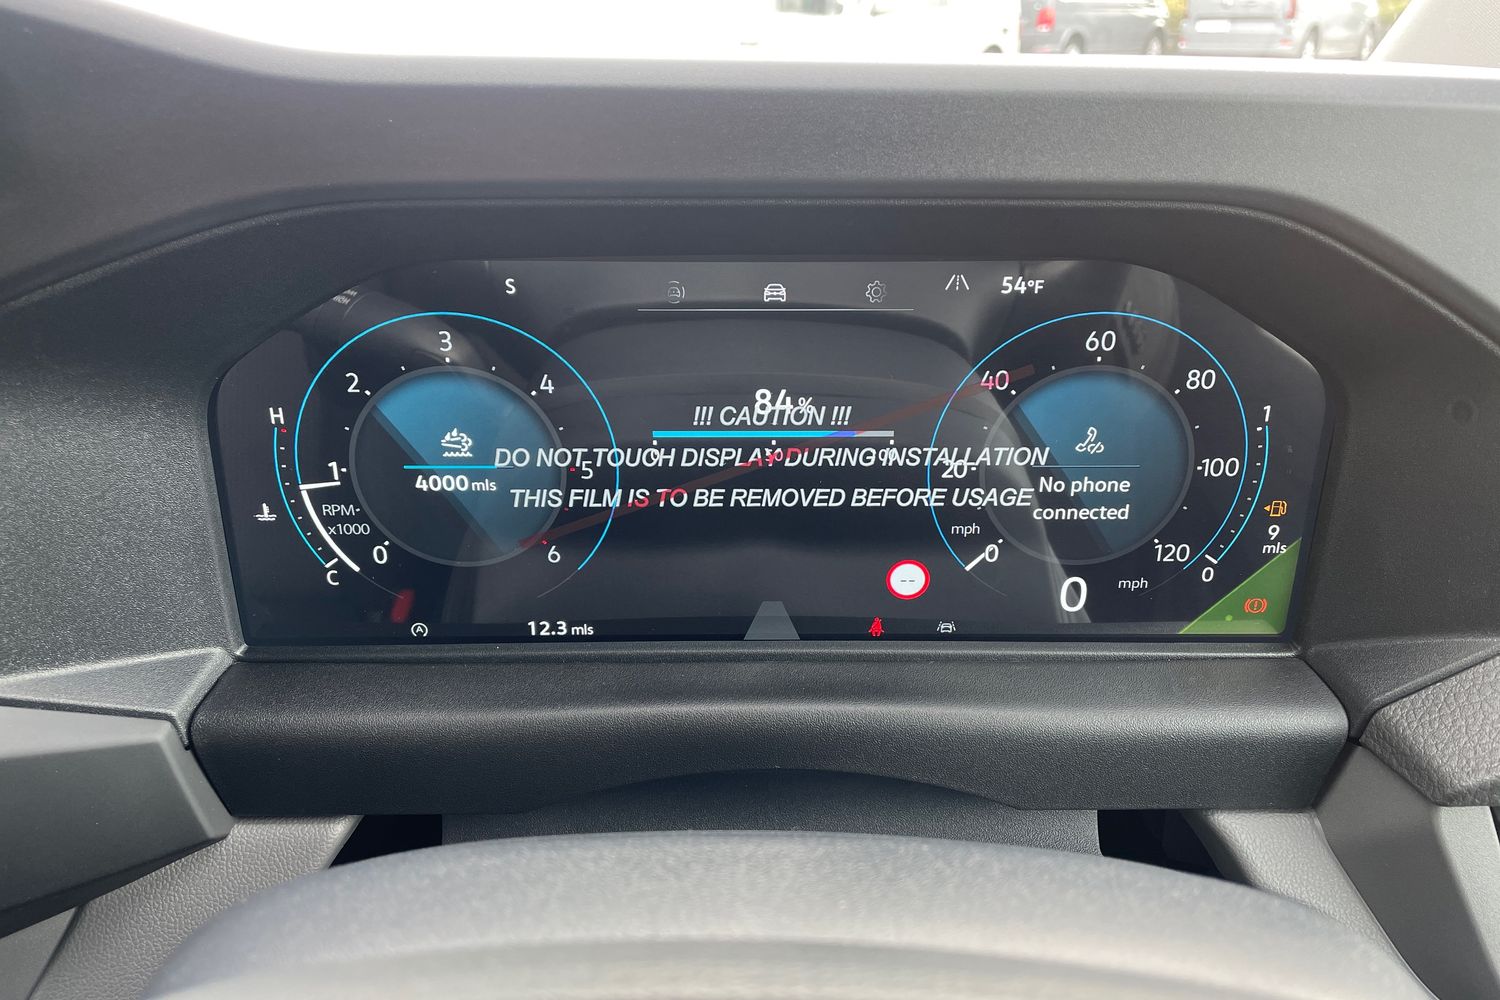 S
54°F
3
60
2
4
40
80
84%
H
1
!!! CAUTION !!!
DO NOT TOUCH DISPLAY DURING INSTALLATION
1
5
20
100
4000 mls
No phone
THIS FILM IS TO BE REMOVED BEFORE USAGE
RPM
x1000
connected
mph
9
mls
0
6
0
120
C
0
--
0 mph
A
12.3 mls